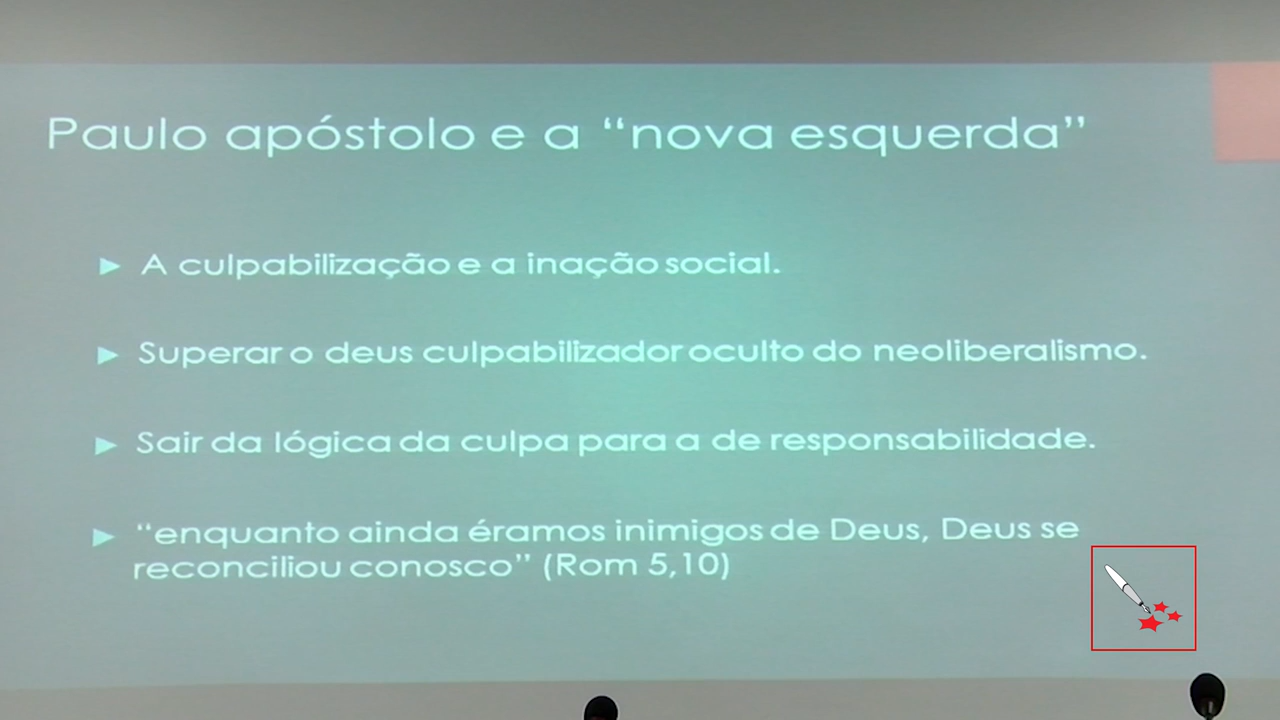 Paulo apóstolo e a “nova esquerda”
A culpabilização e a inação social.
Superar o deus culpabilizador oculto do neoliberalismo.
Sair da lógica da culpa para a de responsabilidade.
“enquanto ainda éramos inimigos de Deus, Deus se
reconciliou conosco” (Rom 5,10)